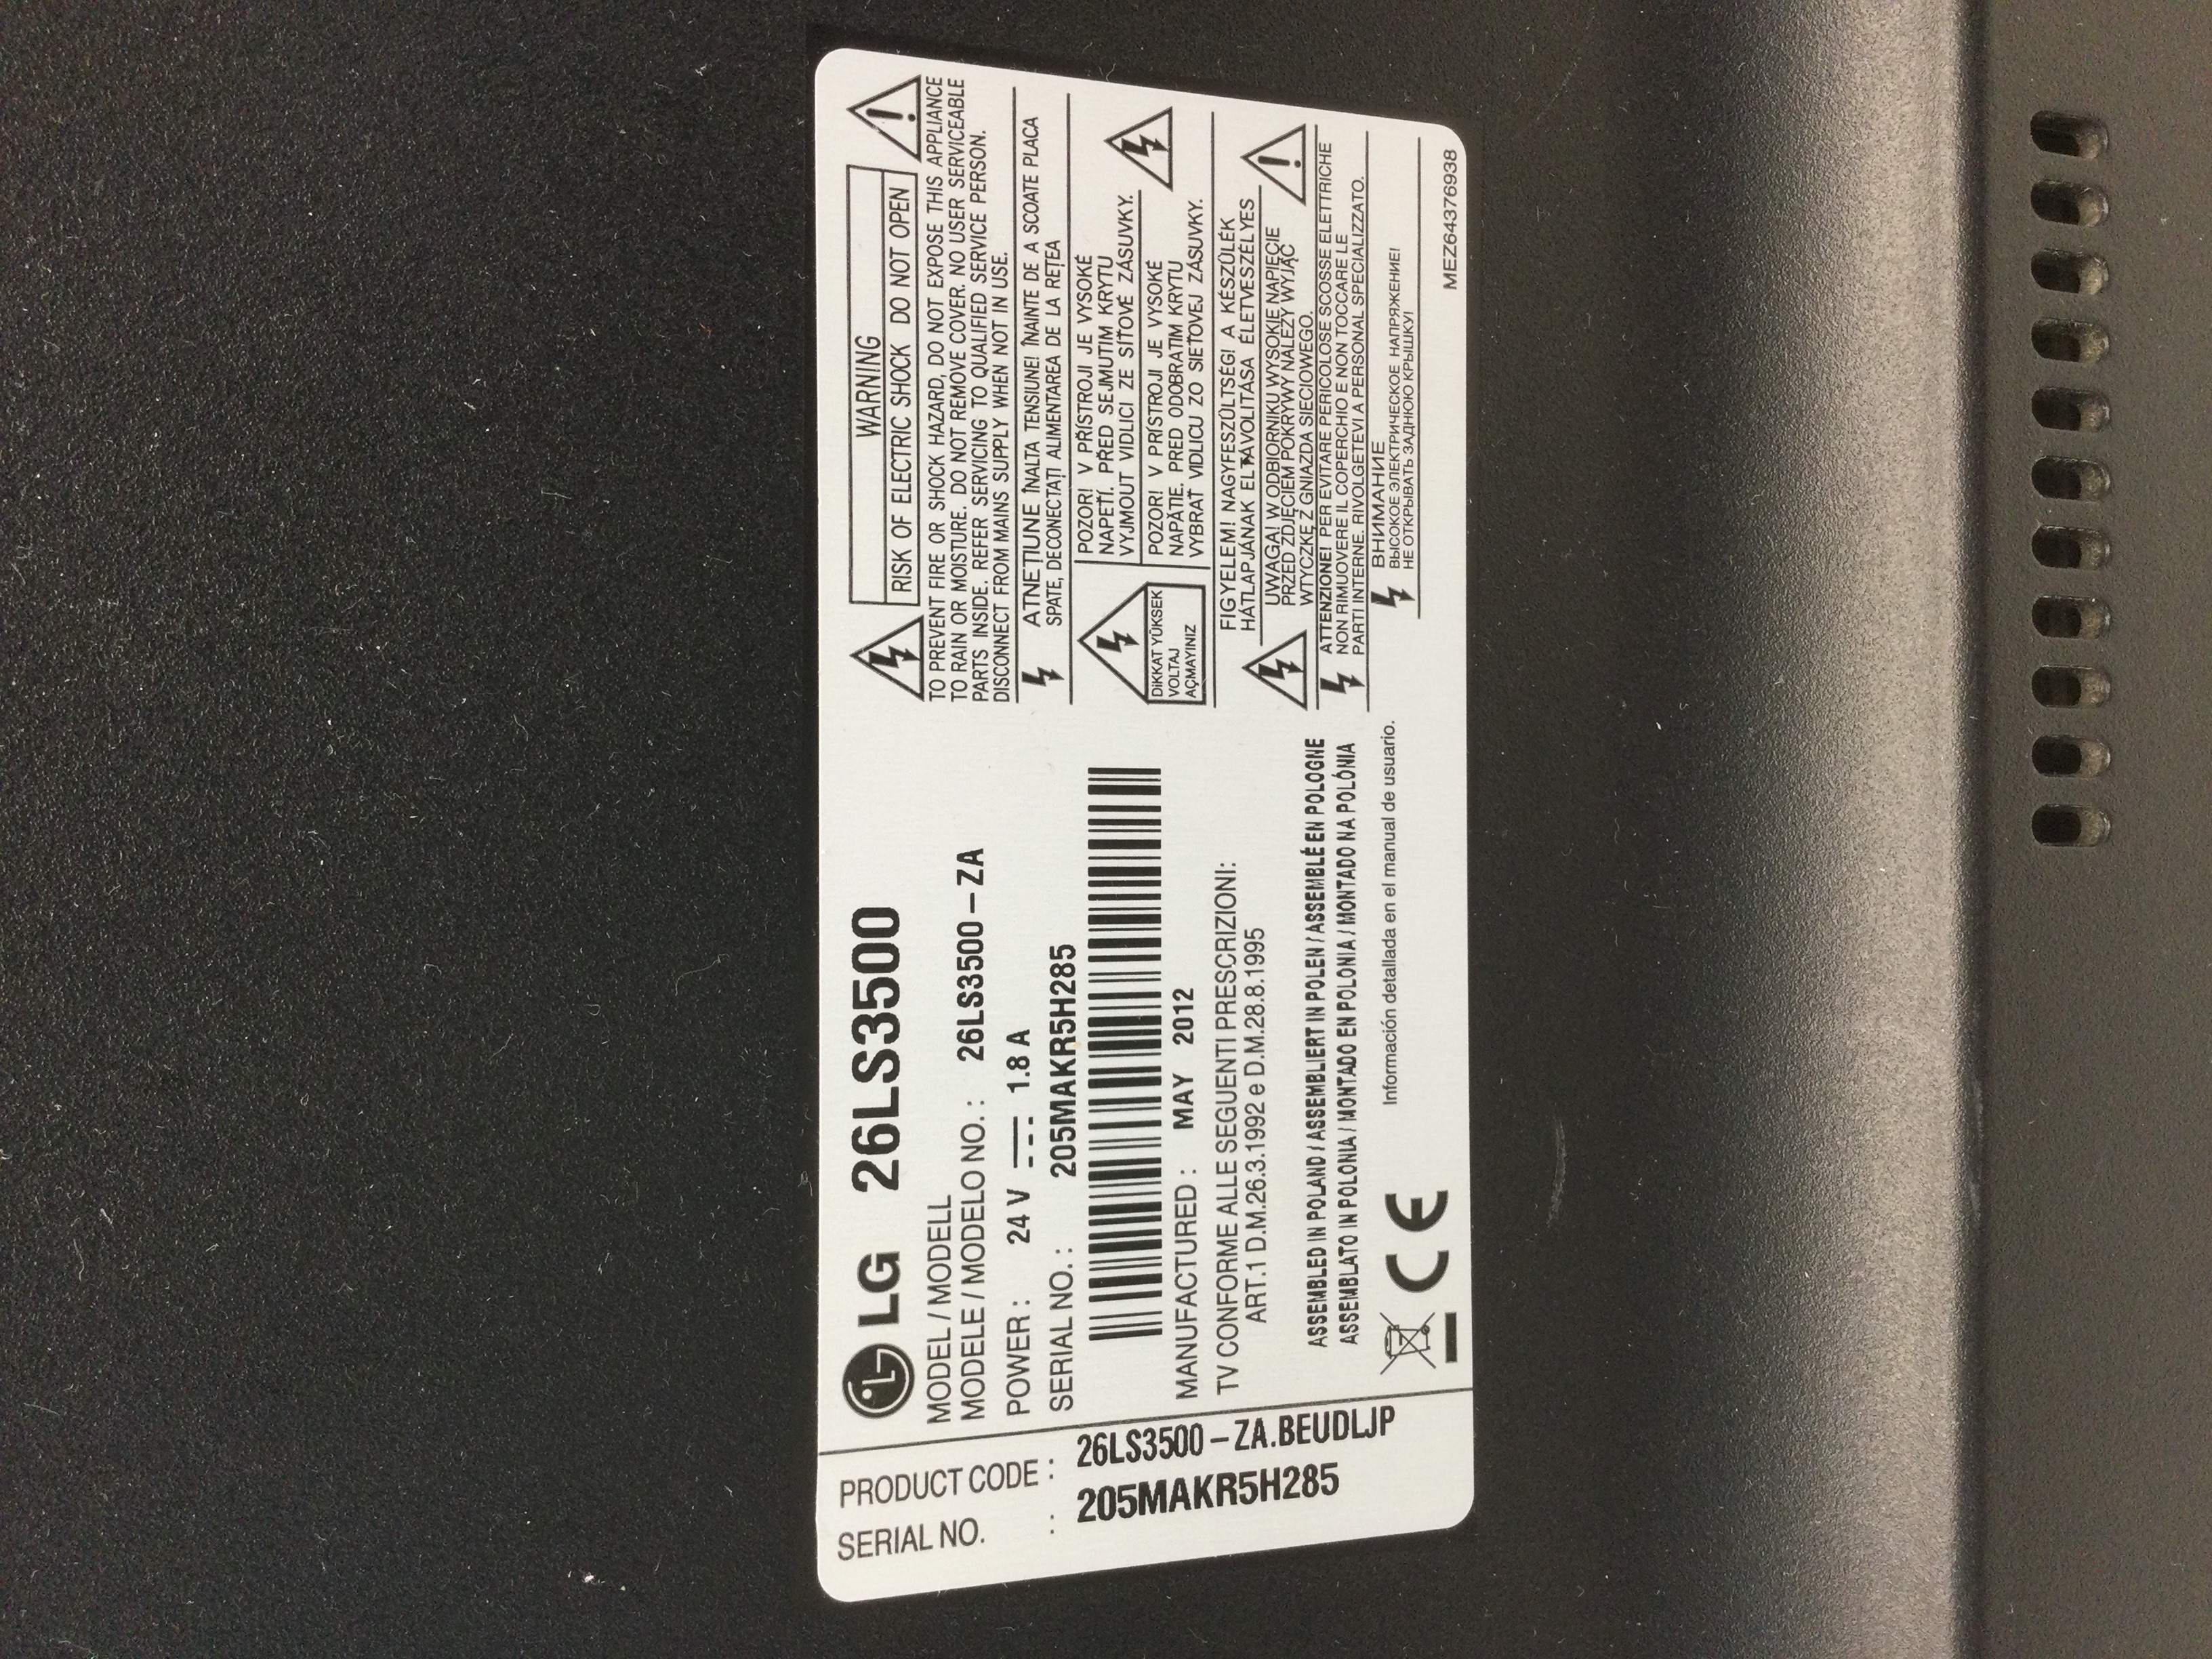 LG 26LS3500
MODEL / MODELL
MODELE / MODELO NO. : 26LS3500 – ZA
POWER : 24 V 1.8 A
SERIAL NO. : 205MAKR5H285
MANUFACTURED : MAY 2012
TV CONFORME ALLE SEGUENTI PRESCRIZIONI:
ART.1 D.M.26.3.1992 e D.M.28.8.1995
ASSEMBLED IN POLAND / ASSEMBLIERT IN POLEN / ASSEMBLÉ EN POLOGNE
ASSEMBLATO IN POLONIA / MONTADO EN POLONIA / MONTADO NA POLÓNIA
Información detallada en el manual de usuario.
CE
WARNING
RISK OF ELECTRIC SHOCK DO NOT OPEN
TO PREVENT FIRE OR SHOCK HAZARD, DO NOT EXPOSE THIS APPLIANCE
TO RAIN OR MOISTURE. DO NOT REMOVE COVER. NO USER SERVICEABLE
PARTS INSIDE. REFER SERVICING TO QUALIFIED SERVICE PERSON.
DISCONNECT FROM MAINS SUPPLY WHEN NOT IN USE.
ATNEȚIUNE ÎNALTA TENSIUNE! ÎNAINTE DE A SCOATE PLACA
SPATE, DECONECTAȚI ALIMENTAREA DE LA REȚEA
POZOR! V PŘISTROJI JE VYSOKÉ
NAPETÍ. PŘED SEJMUTIM KRYTU
VYJMOUT VIDLICI ZE SÍŤOVÉ ZÁSUVKY.
POZOR! V PRÍSTROJI JE VYSOKÉ
NAPÄTIE. PRED ODOBRATIM KRYTU
VYBRAŤ VIDLICU ZO SIEŤOVEJ ZÁSUVKY.
DIKKAT YÜKSEK
VOLTAJ
AÇMAYINIZ
FIGYELEM! NAGYFESZÜLTSÉG! A KÉSZÜLÉK
HÁTLAPJÁNAK ELTÁVOLITÁSA ÉLETVESZÉLYES
UWAGA! W ODBIORNIKU WYSOKIE NAPIĘCIE
PRZED ZDJĘCIEM POKRYWY NALEŻY WYJĄĆ
WTYCZKĘ Z GNIAZDA SIECIOWEGO.
ATTENZIONE! PER EVITARE PERICOLOSE SCOSSE ELETTRICHE
NON RIMUOVERE IL COPERCHIO E NON TOCCARE LE
PARTI INTERNE. RIVOLGETEVI A PERSONAL SPECIALIZZATO.
ВНИМАНИЕ
ВЫСОКОЕ ЭЛЕКТРИЧЕСКОЕ НАПРЯЖЕНИЕ!
НЕ ОТКРЫВАТЬ ЗАДНЮЮ КРЫШКУ!
MEZ64376938
PRODUCT CODE : 26LS3500 – ZA.BEUDLJP
SERIAL NO. : 205MAKR5H285